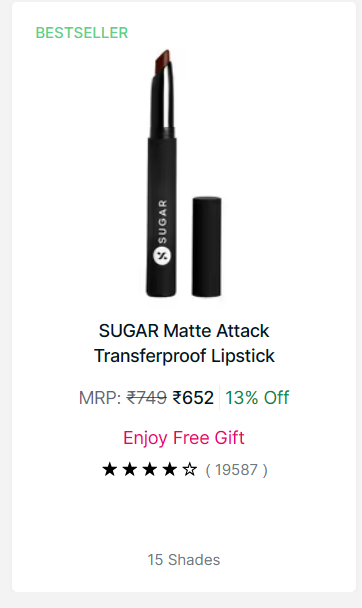 BESTSELLER
SUGAR
SUGAR Matte Attack
Transferproof Lipstick
MRP: ₹749 ₹652 13% Off
Enjoy Free Gift
( 19587 )
15 Shades